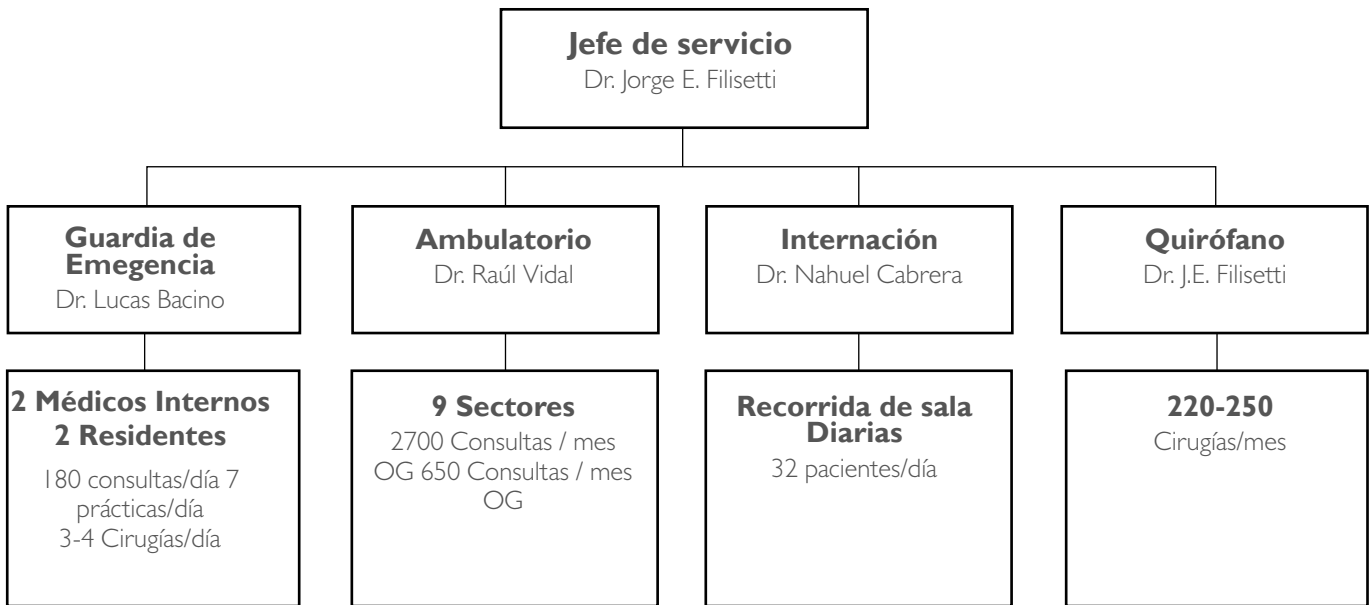 Jefe de servicio
Dr. Jorge E. Filisetti
Guardia de
Emegencia
Dr. Lucas Bacino
Ambulatorio
Dr. Raúl Vidal
Internación
Dr. Nahuel Cabrera
Quirófano
Dr. J.E. Filisetti
2 Médicos Internos
2 Residentes
180 consultas/día 7
prácticas/día
3-4 Cirugías/día
9 Sectores
2700 Consultas / mes
OG 650 Consultas / mes
OG
Recorrida de sala
Diarias
32 pacientes/día
220-250
Cirugías/mes